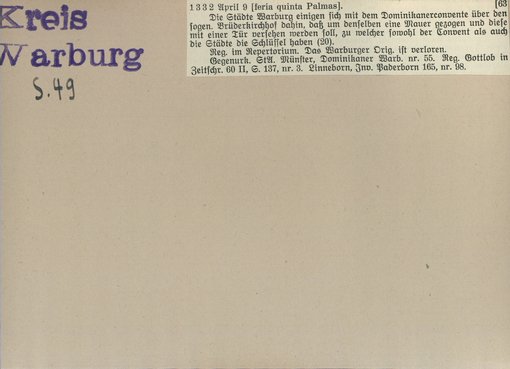 Kreis
Warburg
S. 49
1332 April 9 [feria quinta Palmas]. [63
Die Städte Warburg einigen sich mit dem Dominikanerconvente über den
sogen. Brüderkirchhof dahin, daß um denselben eine Mauer gezogen und diese
mit einer Tür versehen werden soll, zu welcher sowohl der Convent als auch
die Städte die Schlüssel haben (20).
Reg. im Repertorium. Das Warburger Orig. ist verloren.
Gegenurk. StA. Münster, Dominikaner Warb. nr. 55. Reg. Gottlob in
Zeitschr. 60 II, S. 137, nr. 3. Linneborn, Inv. Paderborn 165, nr. 98.